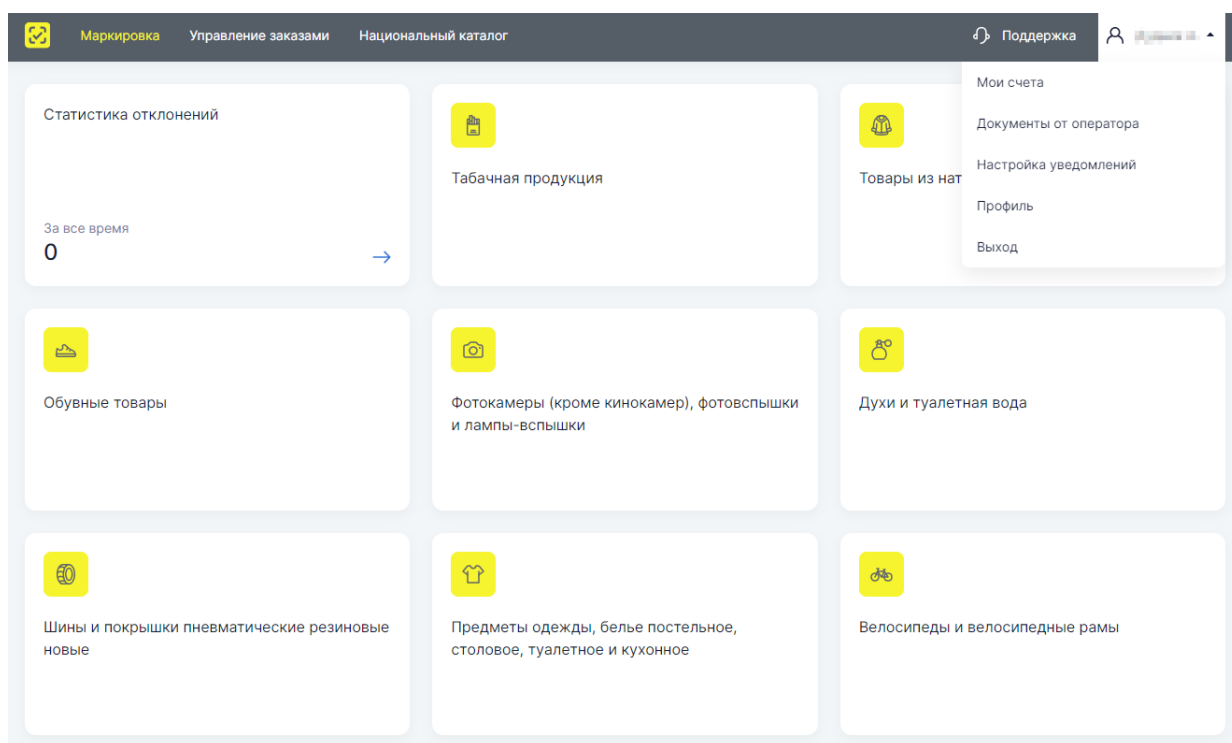 Маркировка Управление заказами Национальный каталог Поддержка
Мои счета
Документы от оператора
Настройка уведомлений
Профиль
Выход
Статистика отклонений
За все время
0
Табачная продукция
Товары из нат
Обувные товары
Фотокамеры (кроме кинокамер), фотовспышки
и лампы-вспышки
Духи и туалетная вода
Шины и покрышки пневматические резиновые
новые
Предметы одежды, белье постельное,
столовое, туалетное и кухонное
Велосипеды и велосипедные рамы